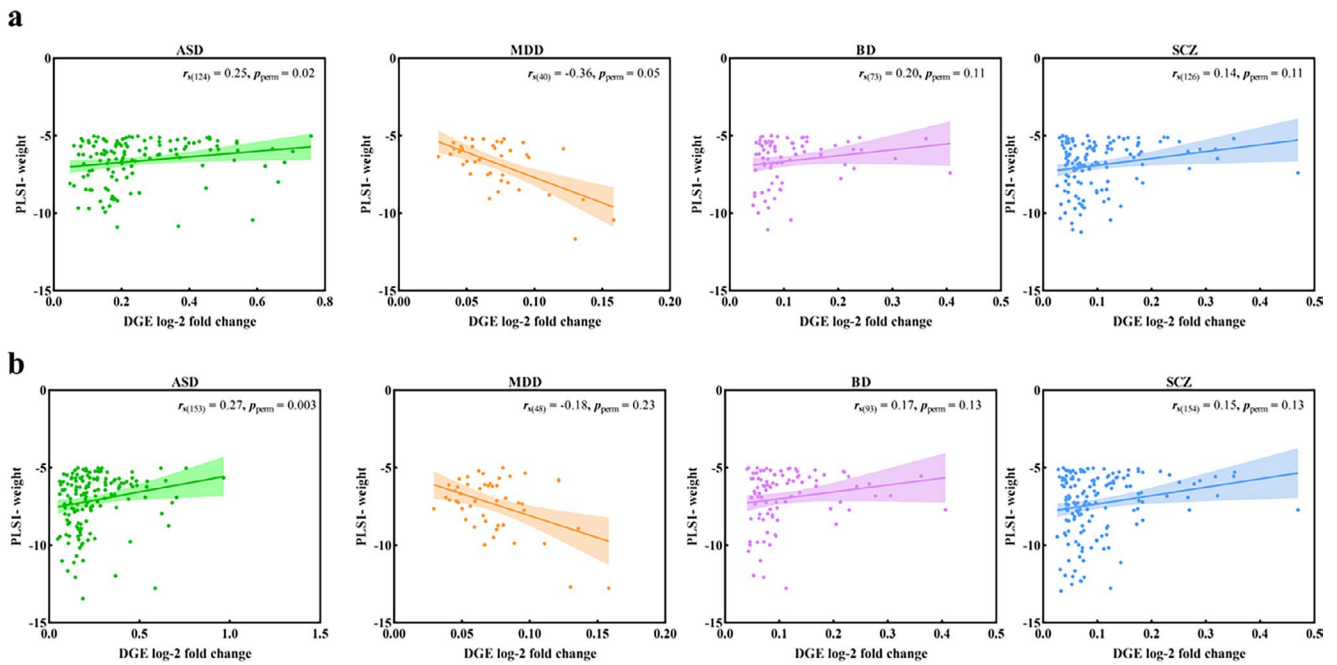 a
ASD
MDD
BD
SCZ
rs(124) = 0.25, pperm = 0.02
rs(40) = -0.36, pperm = 0.05
rs(73) = 0.20, pperm = 0.11
rs(126) = 0.14, pperm = 0.11
0
-5
-10
-15
PLSI- weight
0.0 0.2 0.4 0.6 0.8
DGE log-2 fold change
0
-5
-10
-15
PLSI- weight
0.00 0.05 0.10 0.15 0.20
DGE log-2 fold change
0
-5
-10
-15
PLSI- weight
0.0 0.1 0.2 0.3 0.4 0.5
DGE log-2 fold change
0
-5
-10
-15
PLSI- weight
0.0 0.1 0.2 0.3 0.4 0.5
DGE log-2 fold change
b
ASD
MDD
BD
SCZ
rs(153) = 0.27, pperm = 0.003
rs(48) = -0.18, pperm = 0.23
rs(93) = 0.17, pperm = 0.13
rs(154) = 0.15, pperm = 0.13
0
-5
-10
-15
PLSI- weight
0.0 0.5 1.0 1.5
DGE log-2 fold change
0
-5
-10
-15
PLSI- weight
0.00 0.05 0.10 0.15 0.20
DGE log-2 fold change
0
-5
-10
-15
PLSI- weight
0.0 0.1 0.2 0.3 0.4 0.5
DGE log-2 fold change
0
-5
-10
-15
PLSI- weight
0.0 0.1 0.2 0.3 0.4 0.5
DGE log-2 fold change